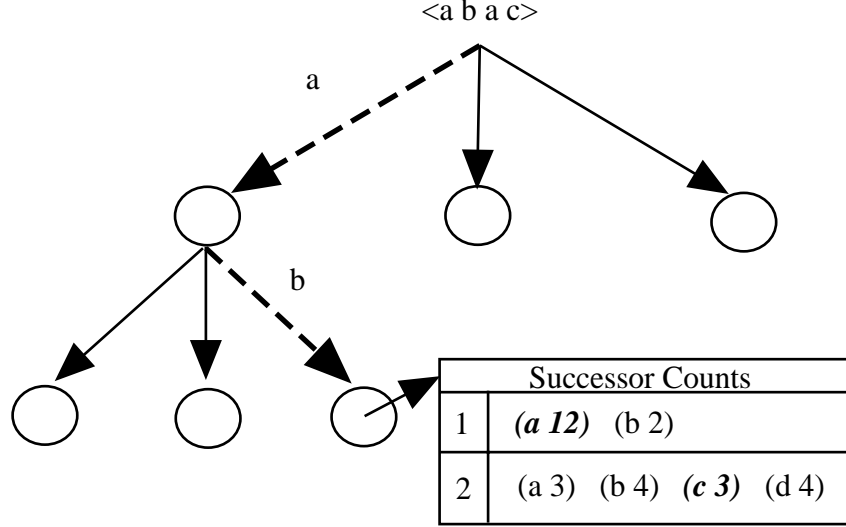 <a b a c>
a
b
Successor Counts
1 (a 12) (b 2)
2 (a 3) (b 4) (c 3) (d 4)